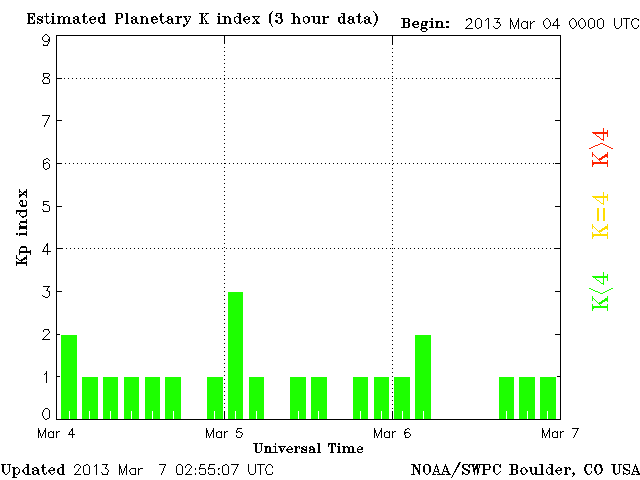 Estimated Planetary K index (3 hour data) Begin: 2013 Mar 04 0000 UTC
9
8
7
6
5
4
3
2
1
0
Kp index
K>4
K=4
K<4
Mar 4 Mar 5 Mar 6 Mar 7
Universal Time
Updated 2013 Mar 7 02:55:07 UTC NOAA/SWPC Boulder, CO USA